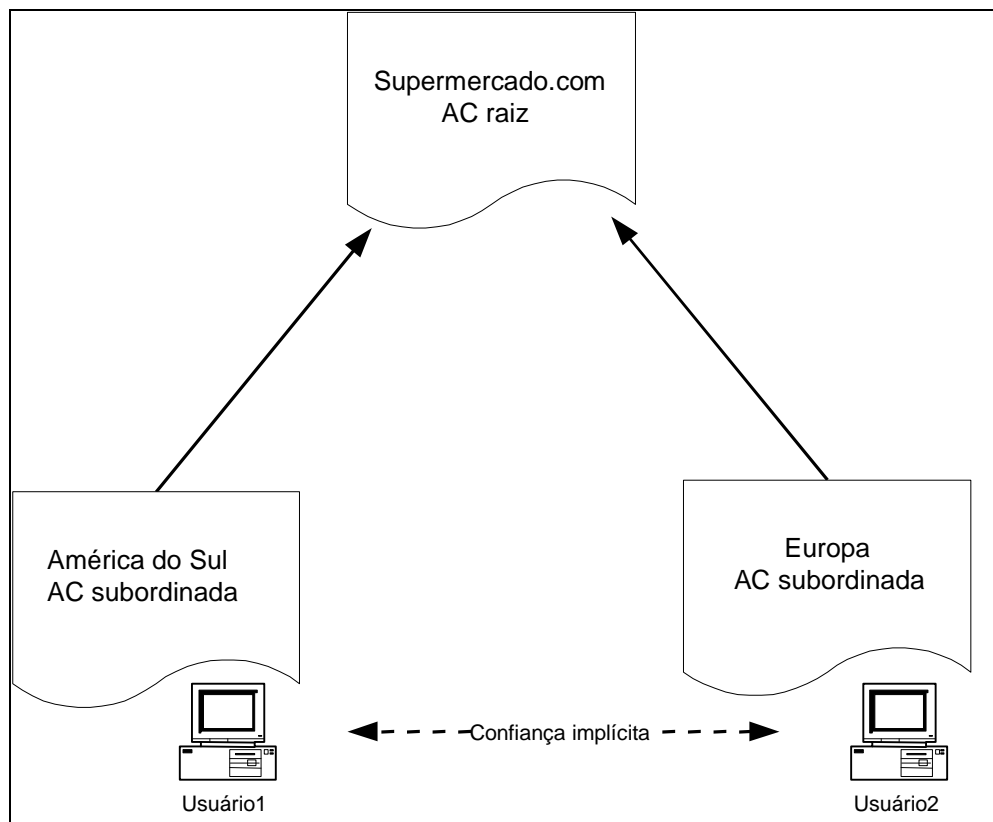 Supermercado.com
AC raiz
América do Sul
AC subordinada
Europa
AC subordinada
Confiança implícita
Usuário1
Usuário2